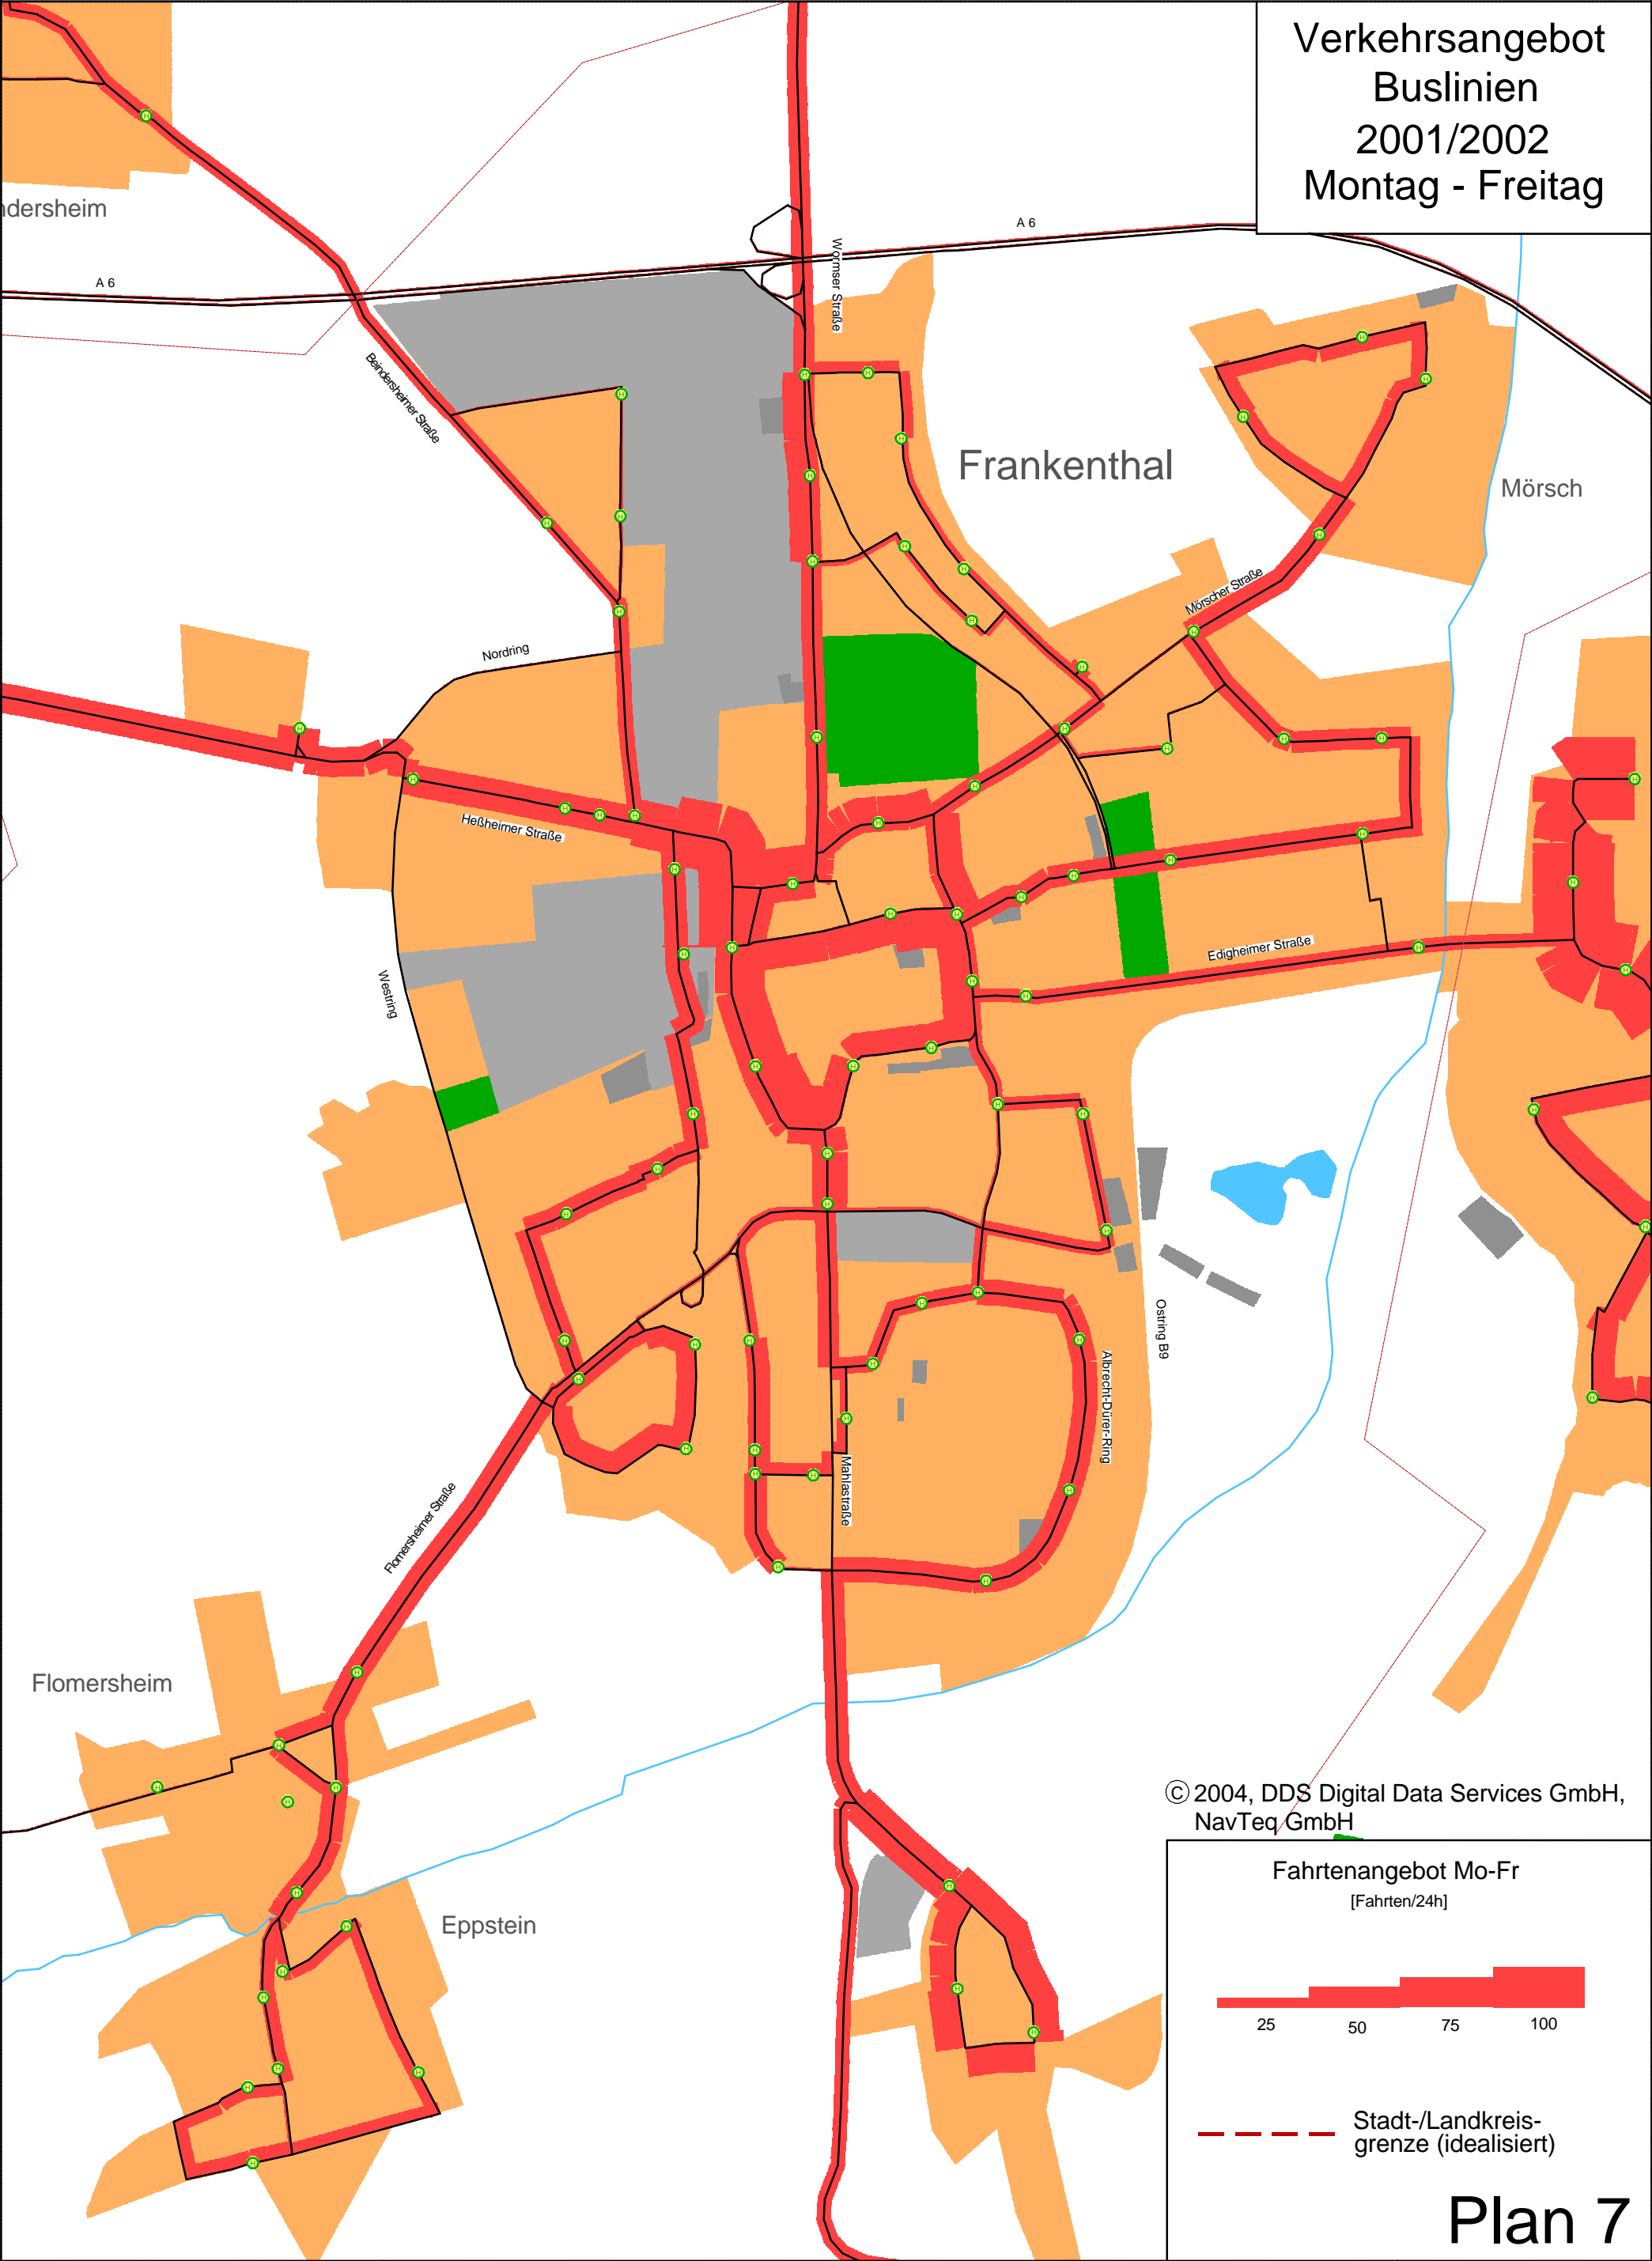 Verkehrsangebot
Buslinien
2001/2002
Montag - Freitag
ndersheim
A 6
A 6
Wormser Straße
Beindersheimer Straße
Frankenthal
Mörsch
Mörscher Straße
Nordring
Heßheimer Straße
Edigheimer Straße
Westring
Ostring B9
Albrecht-Dürer-Ring
Mahlastraße
Flomersheimer Straße
Flomersheim
Eppstein
© 2004, DDS Digital Data Services GmbH,
NavTeq GmbH
Fahrtenangebot Mo-Fr
[Fahrten/24h]
25 50 75 100
Stadt-/Landkreis-
grenze (idealisiert)
Plan 7